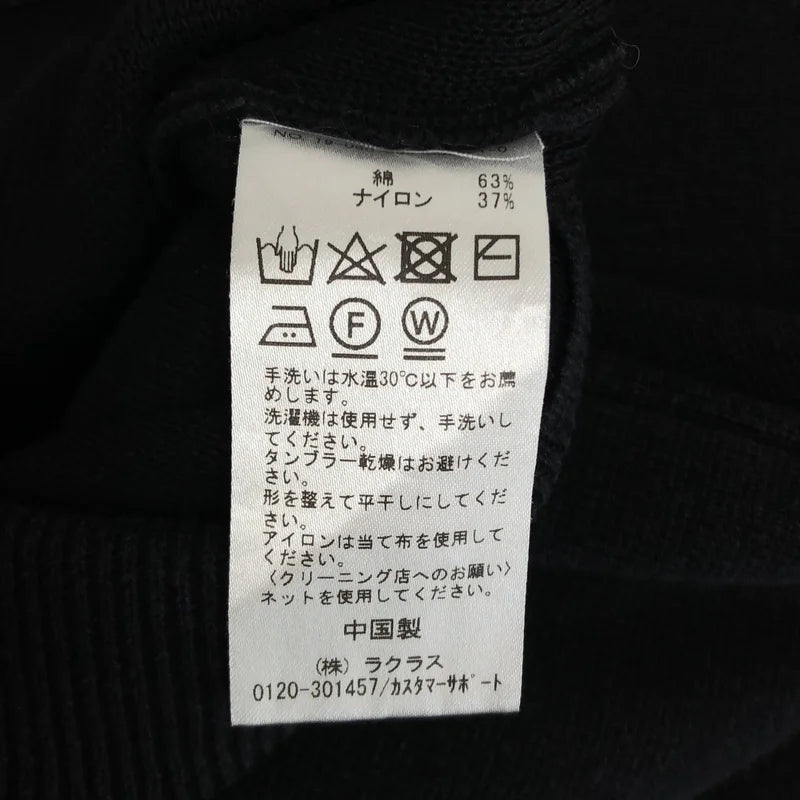 綿 63%
ナイロン 37%
F W
手洗いは水温30℃以下をお薦
めします。
洗濯機は使用せず、手洗いし
てください。
タンブラー乾燥はお避けくだ
さい。
形を整えて平干しにしてくだ
さい。
アイロンは当て布を使用して
ください。
〈クリーニング店へのお願い〉
ネットを使用してください。
中国製
(株) ラクラス
0120-301457/カスタマーサポート